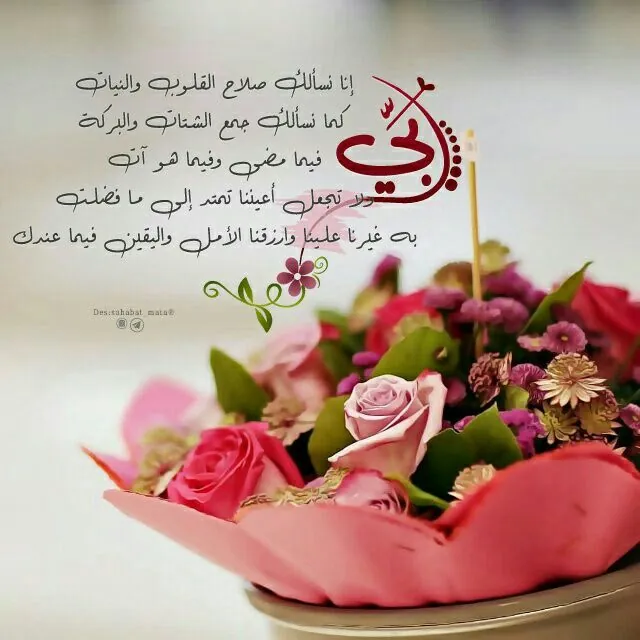 ربّي
إنا نسألك صلاح القلوب والنيات
كما نسألك جمع الشتات والبركة
فيما مضى وفيما هو آت
ولا تجعل أعيننا تمتد إلى ما فضلت
به غيرنا علينا وارزقنا الأمل واليقين فيما عندك
Des:sahabat_mata®